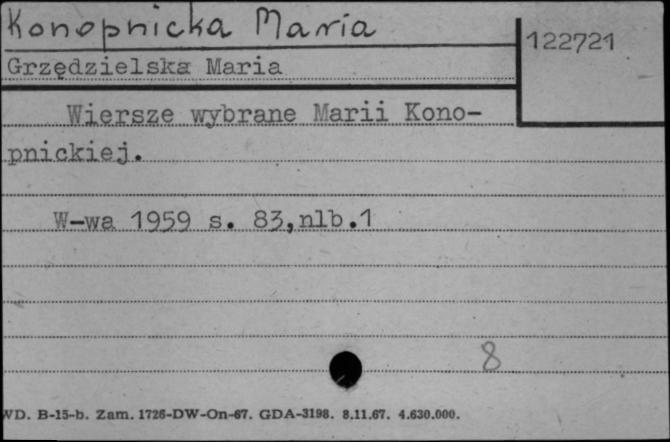 Konopnicka Maria
122721
Grzędzielska Maria
Wiersze wybrane Marii Kono-
pnickiej.
W-wa 1959 s. 83,nlb.1
8
WD. B-15-b. Zam. 1726-DW-On-67. GDA-3198. 8.11.67. 4.630.000.